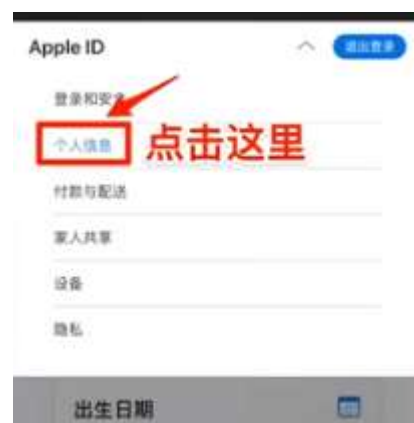 Apple ID
退出登录
登录和安全
个人信息
点击这里
付款与配送
家人共享
设备
隐私
出生日期